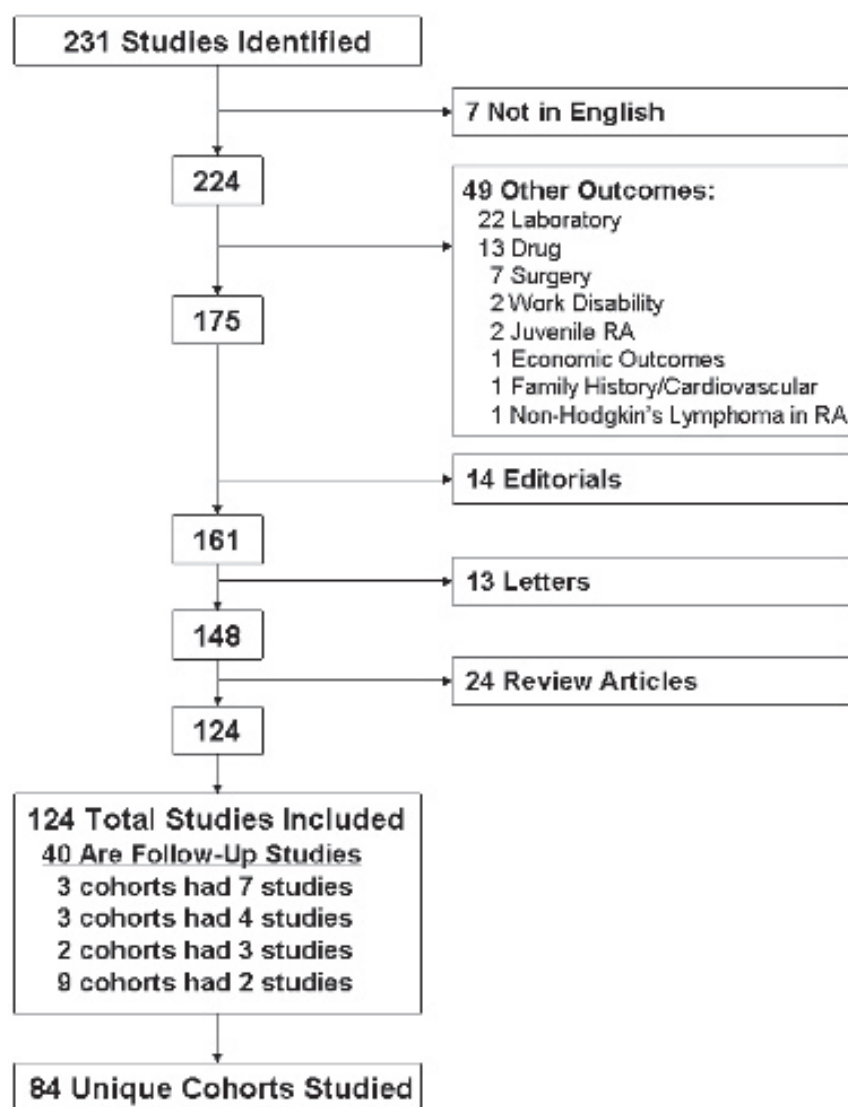 231 Studies Identified
7 Not in English
224
49 Other Outcomes:
22 Laboratory
13 Drug
7 Surgery
2 Work Disability
2 Juvenile RA
1 Economic Outcomes
1 Family History/Cardiovascular
1 Non-Hodgkin's Lymphoma in RA
175
14 Editorials
161
13 Letters
148
24 Review Articles
124
124 Total Studies Included
40 Are Follow-Up Studies
3 cohorts had 7 studies
3 cohorts had 4 studies
2 cohorts had 3 studies
9 cohorts had 2 studies
84 Unique Cohorts Studied